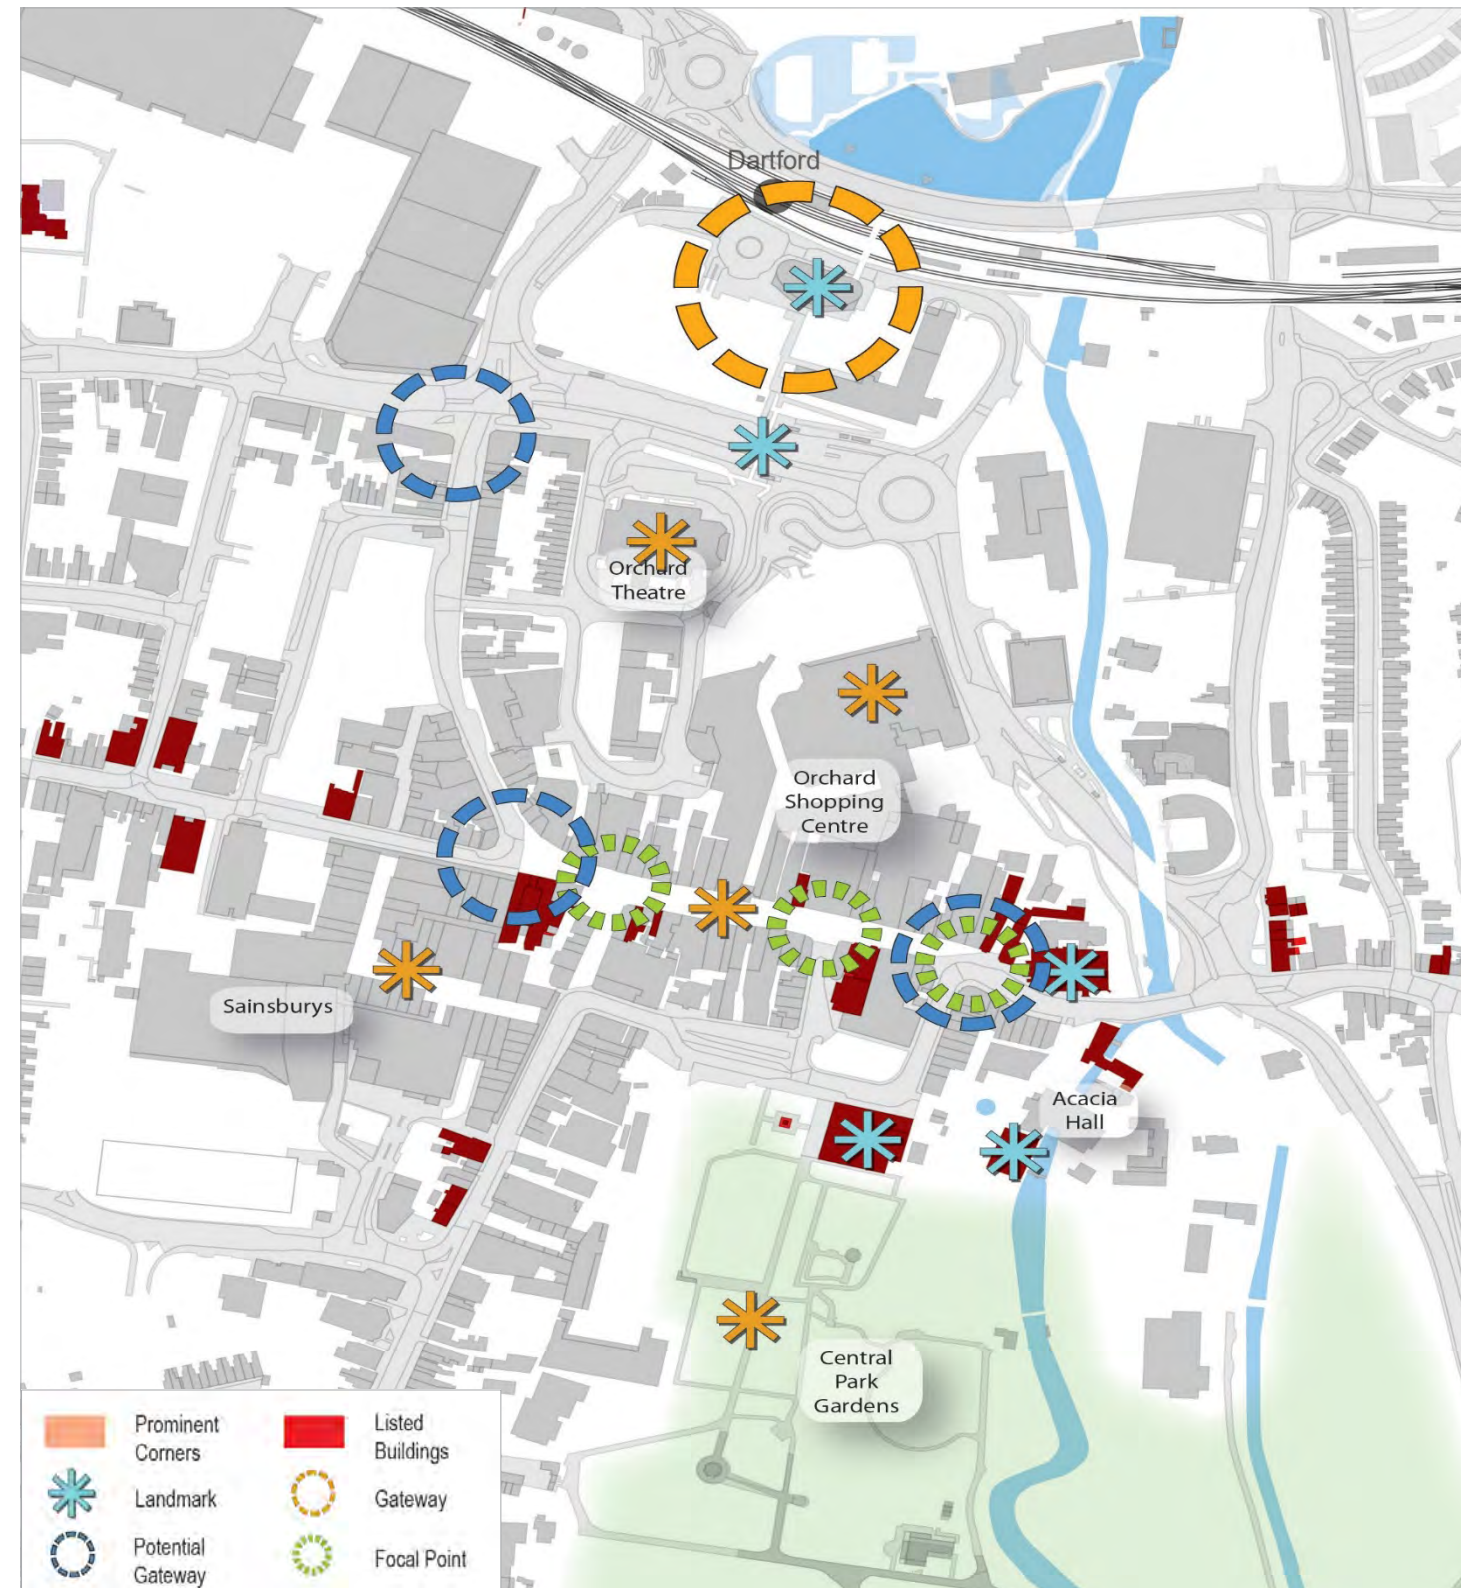 Dartford
Orchard
Theatre
Orchard
Shopping
Centre
Sainsburys
Acacia
Hall
Central
Park
Gardens
Prominent
Corners
Listed
Buildings
Landmark
Gateway
Potential
Gateway
Focal Point